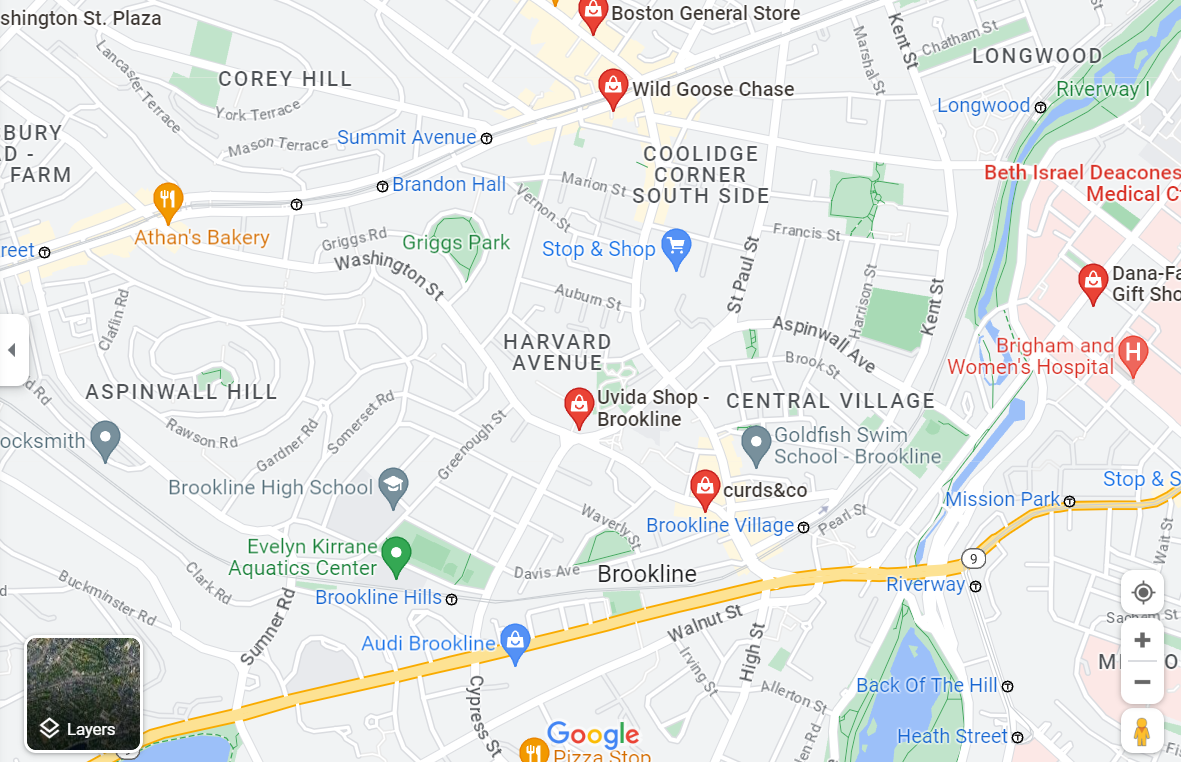 shington St. Plaza
Boston General Store
Kent St
Chatham St
Marshal St
LONGWOOD
COREY HILL
Lancaster Terrace
York Terrace
Mason Terrace
Wild Goose Chase
Riverway I
Longwood
Summit Avenue
BURY
D -
FARM
COOLIDGE
CORNER
SOUTH SIDE
Beth Israel Deacones
Medical C
Brandon Hall
Marion St
Vernon St
Athan's Bakery
Griggs Rd
Griggs Park
Stop & Shop
Francis St
St Paul St
reet
Washington St
Auburn St
Harrison St
Kent St
Dana-Fa
Gift Sho
Claflin Rd
HARVARD
AVENUE
Aspinwall Ave
Brook St
Brigham and
Women's Hospital
ASPINWALL HILL
Uvida Shop -
Brookline
CENTRAL VILLAGE
Rd
Rawson Rd
Gardner Rd
Somerset Rd
Greenough St
ocksmith
Goldfish Swim
School - Brookline
Brookline High School
curds&co
Stop & S
Mission Park
Waverly St
Brookline Village
Pearl St
Wait St
Evelyn Kirrane
Aquatics Center
Davis Ave
Brookline
9
Riverway
Buckminster Rd
Clark Rd
Sumner Rd
Brookline Hills
Walnut St
High St
Audi Brookline
Irving St
Allerton St
Back Of The Hill
Cypress St
Layers
Google
Heath Street
Pizza Stop